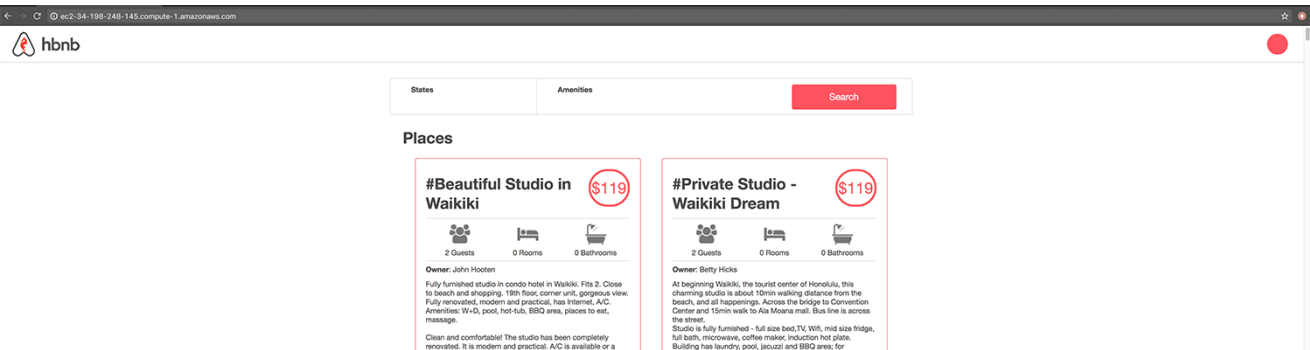 ec2-34-198-248-145.compute-1.amazonaws.com
hbnb
States
Amenities
Search
Places
#Beautiful Studio in
Waikiki
$119
2 Guests
0 Rooms
0 Bathrooms
Owner: John Hooten
Fully furnished studio in condo hotel in Waikiki. Fits 2. Close
to beach and shopping. 19th floor, corner unit, gorgeous view.
Fully renovated, modern and practical, has Internet, A/C.
Amenities: W+D, pool, hot-tub, BBQ area, places to eat,
massage.
Clean and comfortable! The studio has been completely
renovated. It is modern and practical. A/C is available or a
#Private Studio -
Waikiki Dream
$119
2 Guests
0 Rooms
0 Bathrooms
Owner: Betty Hicks
At beginning Waikiki, the tourist center of Honolulu, this
charming studio is about 10min walking distance from the
beach, and all happenings. Across the bridge to Convention
Center and 15min walk to Ala Moana mall. Bus line is across
the street.
Studio is fully furnished - full size bed,TV, Wifi, mid size fridge,
full bath, microwave, coffee maker, induction hot plate.
Building has laundry, pool, jacuzzi and BBQ area; for